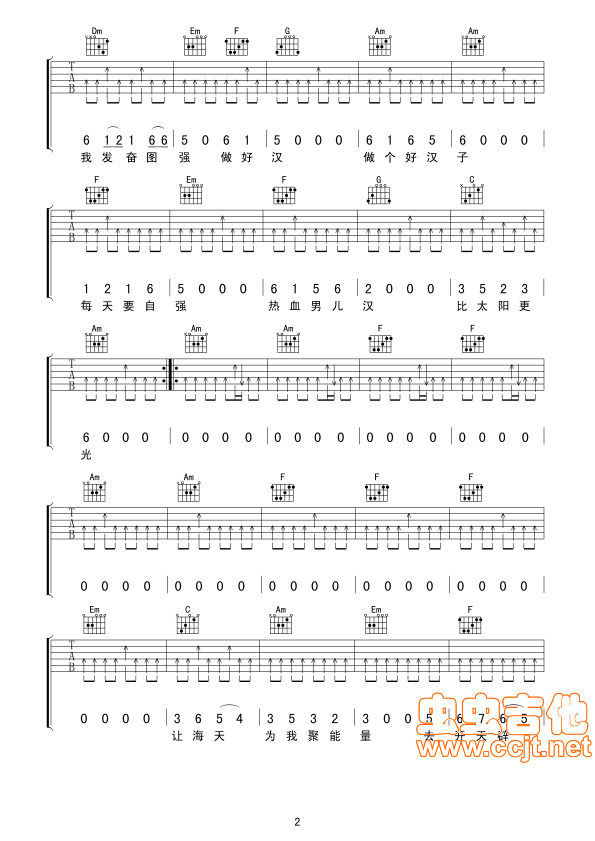 Dm Em F G Am Am
TAB
6 1 2 1 6 6 | 5 0 6 1 | 5 0 0 0 | 6 1 6 5 | 6 0 0 0 |
我 发 奋 图 强 做 好 汉 做 个 好 汉 子
F Em F G C
TAB
1 2 1 6 | 5 0 0 0 | 6 1 5 6 | 2 0 0 0 | 3 5 2 3 |
每 天 要 自 强 热 血 男 儿 汉 比 太 阳 更
Am Am Am F F
TAB
6 0 0 0 | 0 0 0 0 | 0 0 0 0 | 0 0 0 0 | 0 0 0 0 |
光
Am Am F F F
TAB
0 0 0 0 | 0 0 0 0 | 0 0 0 0 | 0 0 0 0 | 0 0 0 0 |
Em C Am Em F
TAB
0 0 0 0 | 3 6 5 4 | 3 5 3 2 | 3 0 0 5 | 6 7 6 5
让 海 天 为 我 聚 能 量 去 开 天 辟
虫虫吉他
www.ccjt.net
2